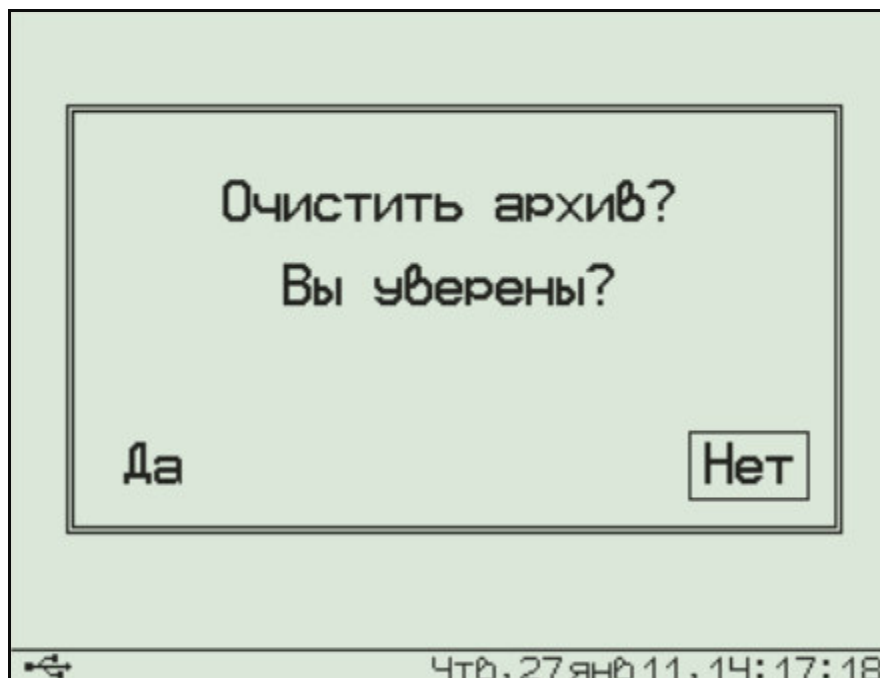 Очистить архив?
Вы уверены?
Да Нет
Чтв,27янв11,14:17:18